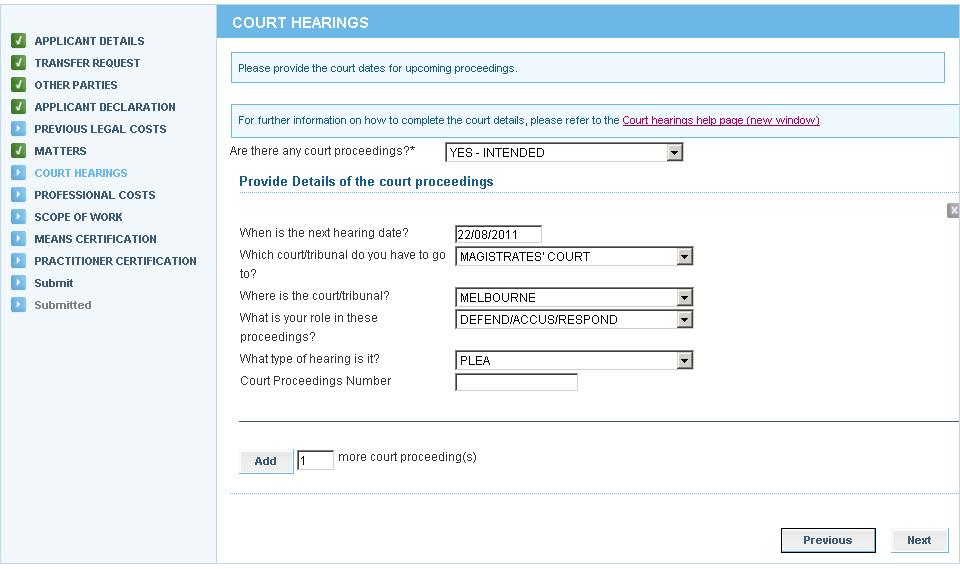 APPLICANT DETAILS
TRANSFER REQUEST
OTHER PARTIES
APPLICANT DECLARATION
PREVIOUS LEGAL COSTS
MATTERS
COURT HEARINGS
PROFESSIONAL COSTS
SCOPE OF WORK
MEANS CERTIFICATION
PRACTITIONER CERTIFICATION
Submit
Submitted
COURT HEARINGS
Please provide the court dates for upcoming proceedings.
For further information on how to complete the court details, please refer to the Court hearings help page (new window)
Are there any court proceedings?* YES - INTENDED
Provide Details of the court proceedings
X
When is the next hearing date? 22/08/2011
Which court/tribunal do you have to go MAGISTRATES' COURT
to?
Where is the court/tribunal? MELBOURNE
What is your role in these DEFEND/ACCUS/RESPOND
proceedings?
What type of hearing is it? PLEA
Court Proceedings Number
Add 1 more court proceeding(s)
Previous Next